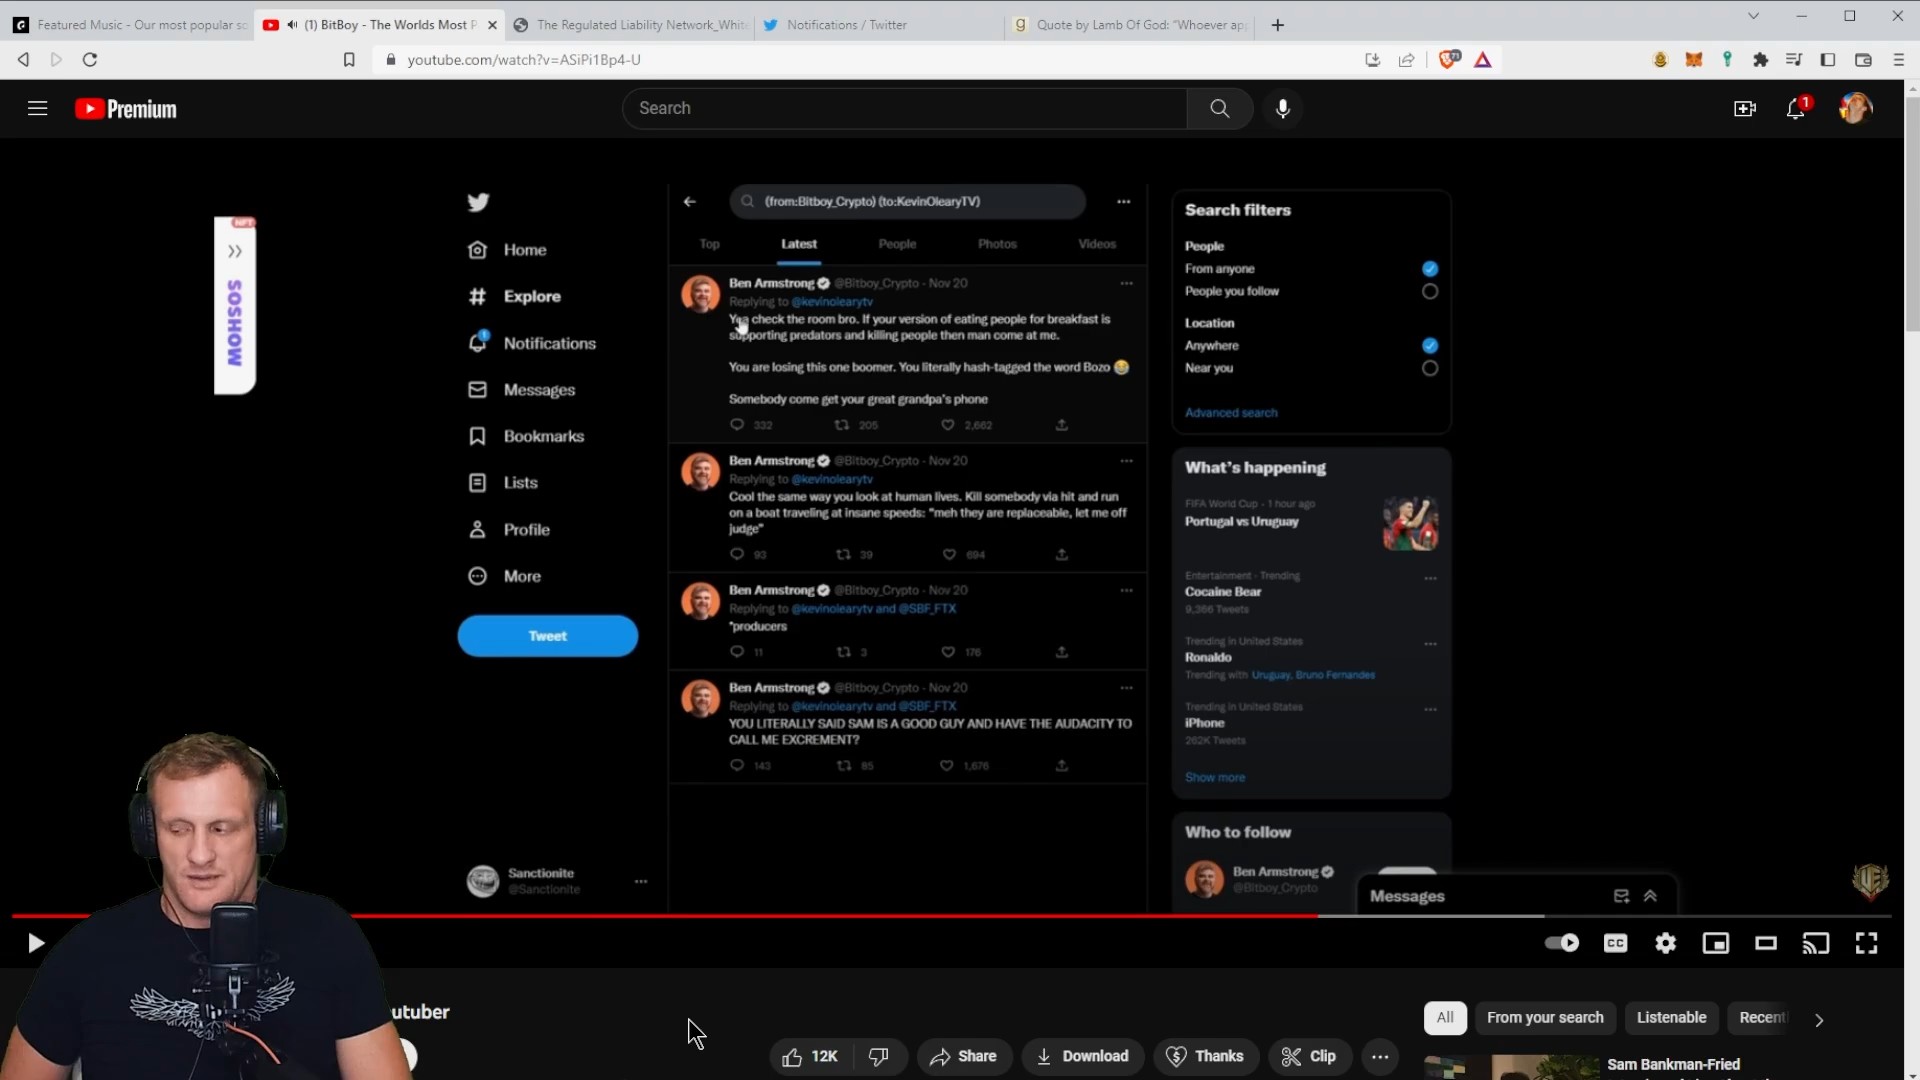 Featured Music - Our most popular so
(1) BitBoy - The Worlds Most P
The Regulated Liability Network_Whit
Notifications / Twitter
Quote by Lamb Of God: "Whoever app
youtube.com/watch?v=ASiPi1Bp4-U
71
Premium
Search
1
NFT
SOSHOW
Home
Explore
Notifications
1
Messages
Bookmarks
Lists
Profile
More
Tweet
Sanctionite
@Sanctionite
(from:Bitboy_Crypto) (to:KevinOlearyTV)
Top Latest People Photos Videos
Ben Armstrong @Bitboy_Crypto · Nov 20
Replying to @kevinolearytv
check the room bro. If your version of eating people for breakfast is
supporting predators and killing people then man come at me.
You are losing this one boomer. You literally hash-tagged the word Bozo 😂
Somebody come get your great grandpa's phone
332 205 2,662
Ben Armstrong @Bitboy_Crypto · Nov 20
Replying to @kevinolearytv
Cool the same way you look at human lives. Kill somebody via hit and run
on a boat traveling at insane speeds: "meh they are replaceable, let me off
judge"
93 39 694
Ben Armstrong @Bitboy_Crypto · Nov 20
Replying to @kevinolearytv and @SBF_FTX
*producers
11 3 176
Ben Armstrong @Bitboy_Crypto · Nov 20
Replying to @kevinolearytv and @SBF_FTX
YOU LITERALLY SAID SAM IS A GOOD GUY AND HAVE THE AUDACITY TO
CALL ME EXCREMENT?
143 85 1,676
Search filters
People
From anyone
People you follow
Location
Anywhere
Near you
Advanced search
What's happening
FIFA World Cup · 1 hour ago
Portugal vs Uruguay
Entertainment · Trending
Cocaine Bear
9,366 Tweets
Trending in United States
Ronaldo
Trending with Uruguay, Bruno Fernandes
Trending in United States
iPhone
262K Tweets
Show more
Who to follow
Ben Armstrong
@Bitboy_Crypto
Messages
CC
utuber
12K
Share
Download
Thanks
Clip
All
From your search
Listenable
Recent
Sam Bankman-Fried